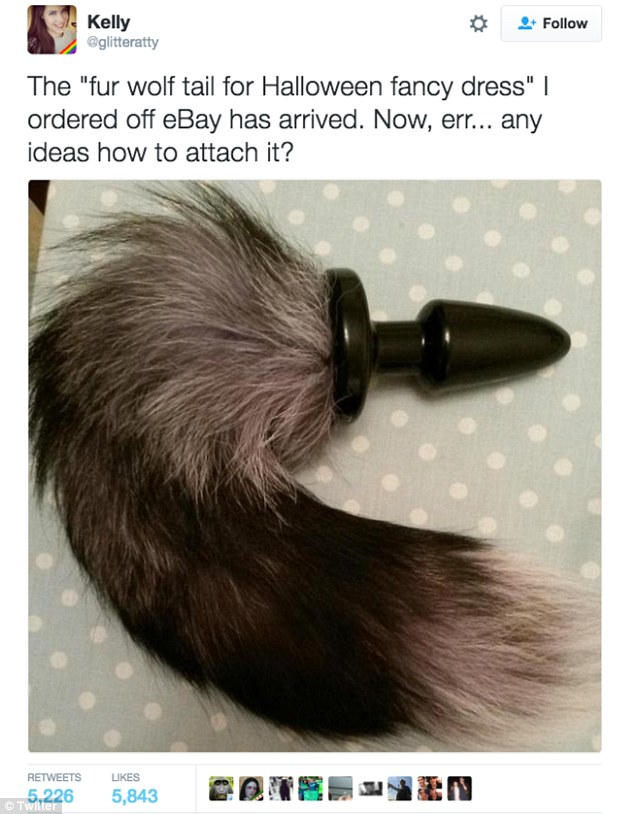 Kelly
@glitteratty
Follow
The "fur wolf tail for Halloween fancy dress" I
ordered off eBay has arrived. Now, err... any
ideas how to attach it?
RETWEETS LIKES
5,226 5,843
© Twitter